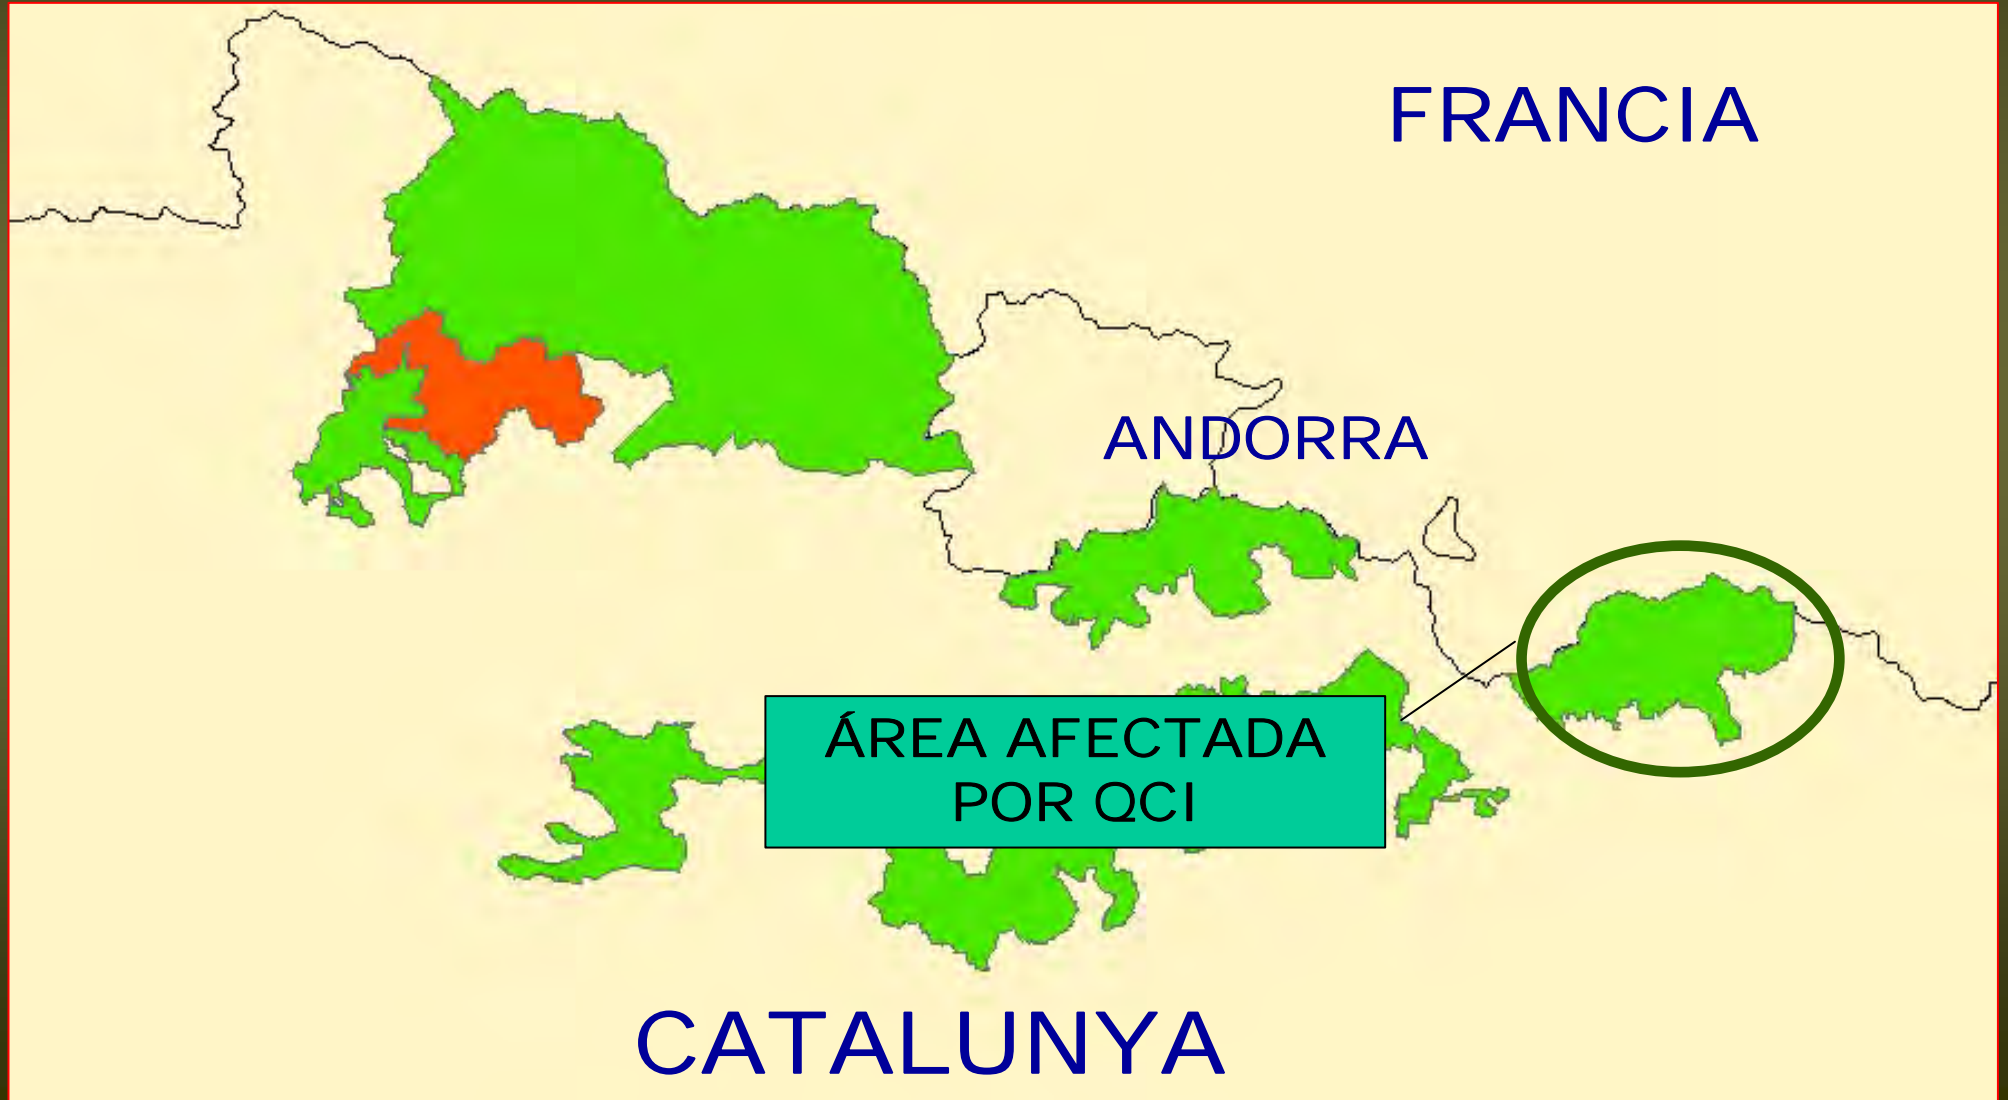 FRANCIA
ANDORRA
ÁREA AFECTADA
POR QCI
CATALUNYA